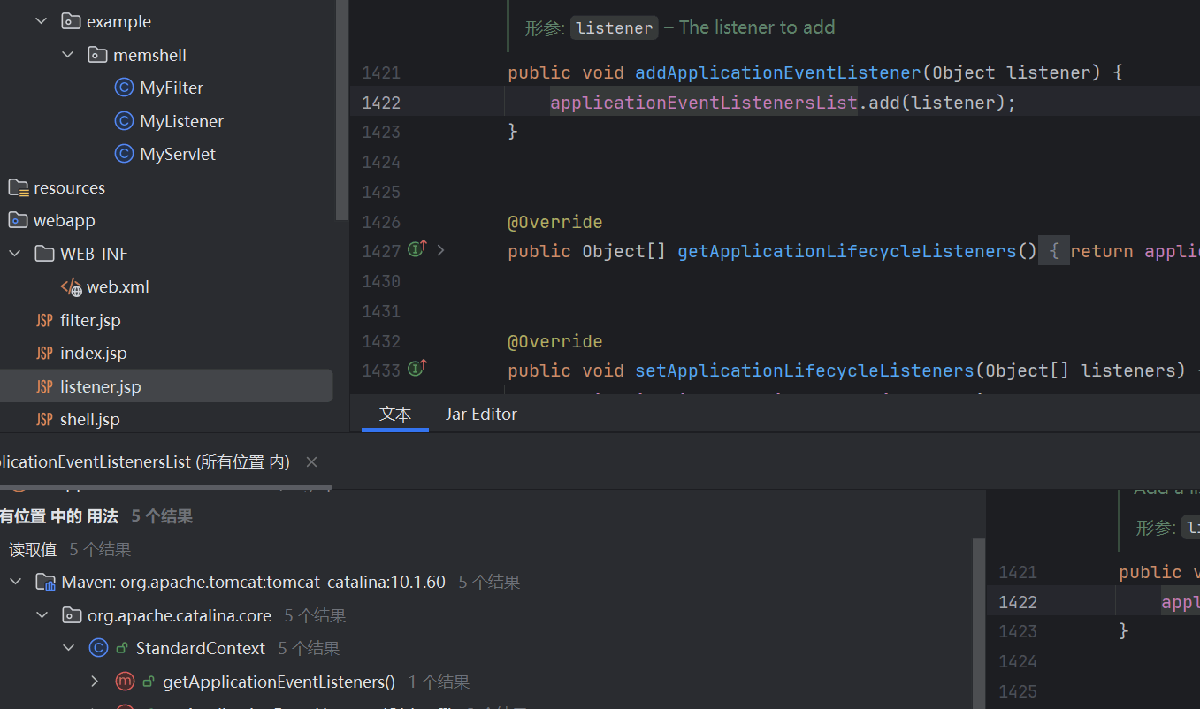 example
memshell
MyFilter
MyListener
MyServlet
resources
webapp
WEB-INF
web.xml
JSP filter.jsp
JSP index.jsp
JSP listener.jsp
JSP shell.jsp
形参: listener – The listener to add
1421 public void addApplicationEventListener(Object listener) {
1422 applicationEventListenersList.add(listener);
1423 }
1424
1425
1426 @Override
1427 public Object[] getApplicationLifecycleListeners() { return applic
1430
1431
1432 @Override
1433 public void setApplicationLifecycleListeners(Object[] listeners) {
文本 Jar Editor
licationEventListenersList (所有位置 内)
有位置 中的 用法 5 个结果
读取值 5 个结果
Maven: org.apache.tomcat:tomcat-catalina:10.1.60 5 个结果
org.apache.catalina.core 5 个结果
StandardContext 5 个结果
getApplicationEventListeners() 1 个结果
形参: li
1421 public v
1422 appl
1423 }
1424
1425